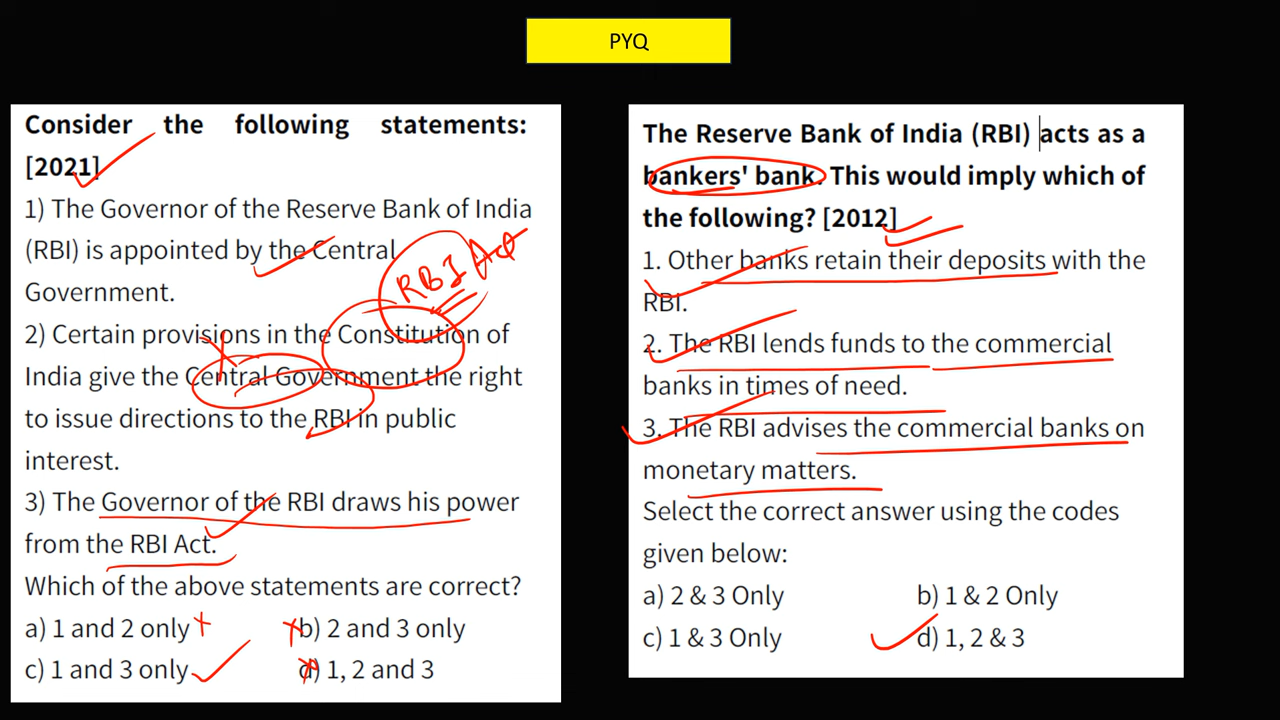 PYQ
Consider the following statements:
[2021]
1) The Governor of the Reserve Bank of India
(RBI) is appointed by the Central
Government.
RBI Act
2) Certain provisions in the Constitution of
India give the Central Government the right
to issue directions to the RBI in public
interest.
3) The Governor of the RBI draws his power
from the RBI Act.
Which of the above statements are correct?
a) 1 and 2 only b) 2 and 3 only
c) 1 and 3 only d) 1, 2 and 3
The Reserve Bank of India (RBI) acts as a
bankers' bank. This would imply which of
the following? [2012]
1. Other banks retain their deposits with the
RBI.
2. The RBI lends funds to the commercial
banks in times of need.
3. The RBI advises the commercial banks on
monetary matters.
Select the correct answer using the codes
given below:
a) 2 & 3 Only b) 1 & 2 Only
c) 1 & 3 Only d) 1, 2 & 3